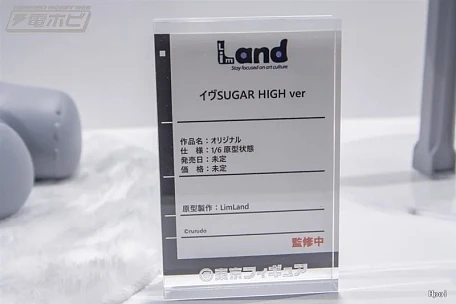 電ホビ
LimLand
Stay focused on art culture
イヴSUGAR HIGH ver
作品名：オリジナル
仕　様：1/6 原型状態
発売日：未定
価　格：未定
原型製作：LimLand
©rurudo
監修中
@東京フィギュア
Hpoi